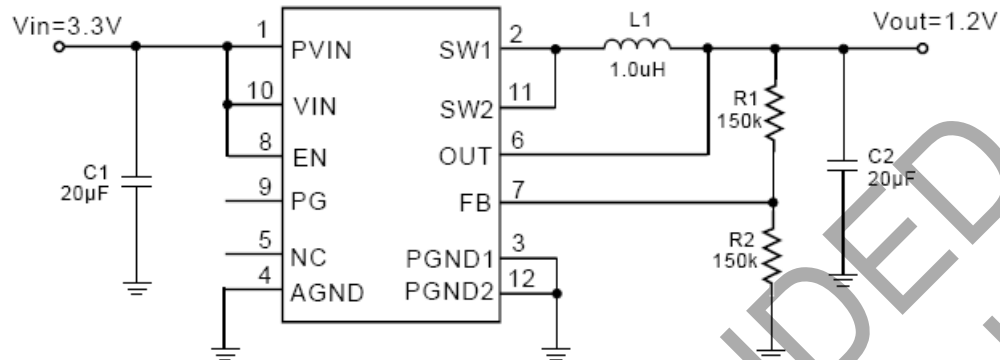 Vin=3.3V
Vout=1.2V
L1
1.0uH
1
PVIN
10
VIN
8
EN
9
PG
5
NC
4
AGND
SW1
2
SW2
11
OUT
6
FB
7
PGND1
3
PGND2
12
C1
20µF
R1
150k
R2
150k
C2
20µF
NDED